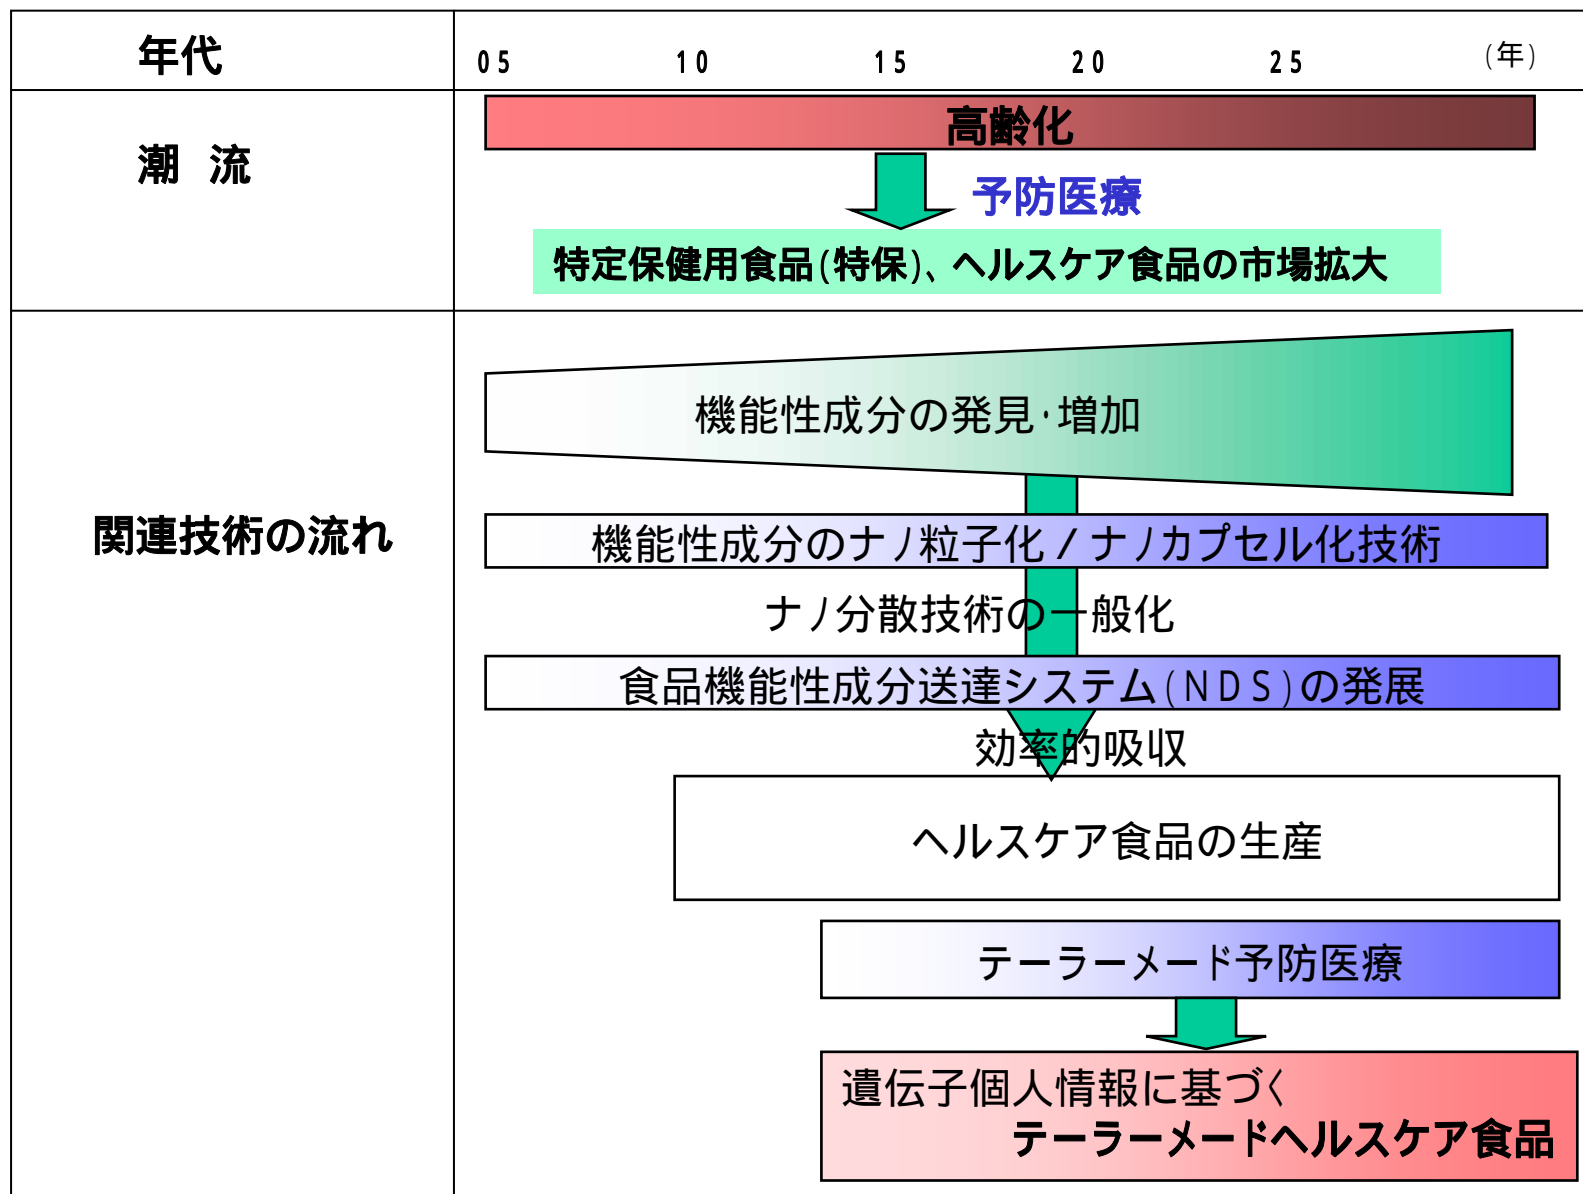 年代
05 10 15 20 25 (年)
潮 流
高齢化
予防医療
特定保健用食品(特保)、ヘルスケア食品の市場拡大
関連技術の流れ
機能性成分の発見・増加
機能性成分のナノ粒子化/ナノカプセル化技術
ナノ分散技術の一般化
食品機能性成分送達システム(NDS)の発展
効率的吸収
ヘルスケア食品の生産
テーラーメード予防医療
遺伝子個人情報に基づく
テーラーメードヘルスケア食品